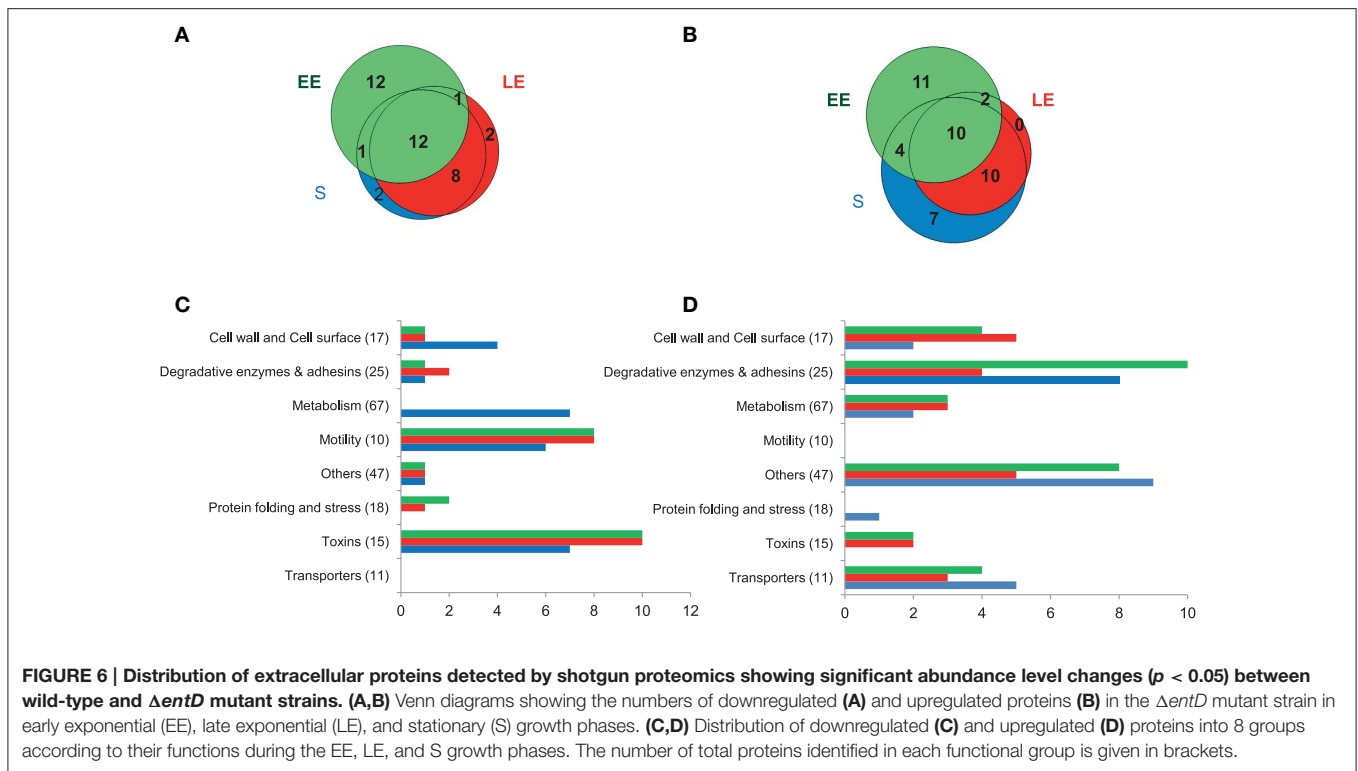 A
EE
LE
S
12
1
2
12
1
8
2
B
EE
LE
S
11
2
0
10
4
10
7
C
Cell wall and Cell surface (17)
Degradative enzymes & adhesins (25)
Metabolism (67)
Motility (10)
Others (47)
Protein folding and stress (18)
Toxins (15)
Transporters (11)
0 2 4 6 8 10 12
D
Cell wall and Cell surface (17)
Degradative enzymes & adhesins (25)
Metabolism (67)
Motility (10)
Others (47)
Protein folding and stress (18)
Toxins (15)
Transporters (11)
0 2 4 6 8 10
FIGURE 6 | Distribution of extracellular proteins detected by shotgun proteomics showing significant abundance level changes (p < 0.05) between
wild-type and ΔentD mutant strains. (A,B) Venn diagrams showing the numbers of downregulated (A) and upregulated proteins (B) in the ΔentD mutant strain in
early exponential (EE), late exponential (LE), and stationary (S) growth phases. (C,D) Distribution of downregulated (C) and upregulated (D) proteins into 8 groups
according to their functions during the EE, LE, and S growth phases. The number of total proteins identified in each functional group is given in brackets.